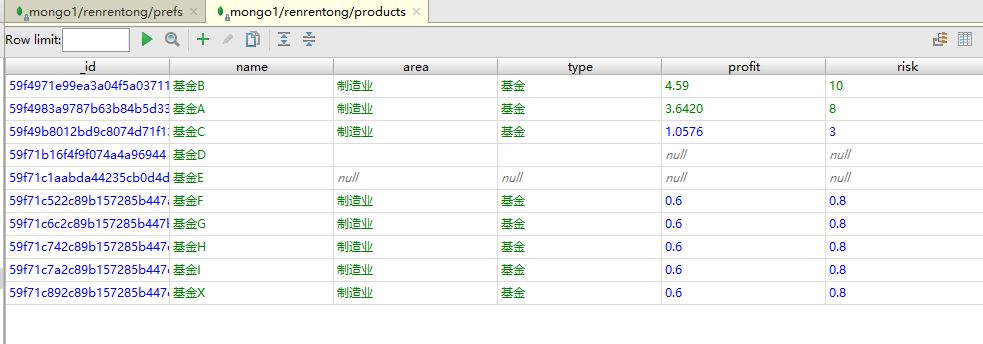 mongo1/renrentong/prefs mongo1/renrentong/products
Row limit:
_id name area type profit risk
59f4971e99ea3a04f5a03711 基金B 制造业 基金 4.59 10
59f4983a9787b63b84b5d33 基金A 制造业 基金 3.6420 8
59f49b8012bd9c8074d71f13 基金C 制造业 基金 1.0576 3
59f71b16f4f9f074a4a96944 基金D null null
59f71c1aabda44235cb0d4d 基金E null null null null
59f71c522c89b157285b447a 基金F 制造业 基金 0.6 0.8
59f71c6c2c89b157285b447b 基金G 制造业 基金 0.6 0.8
59f71c742c89b157285b447c 基金H 制造业 基金 0.6 0.8
59f71c7a2c89b157285b447 基金I 制造业 基金 0.6 0.8
59f71c892c89b157285b447 基金X 制造业 基金 0.6 0.8